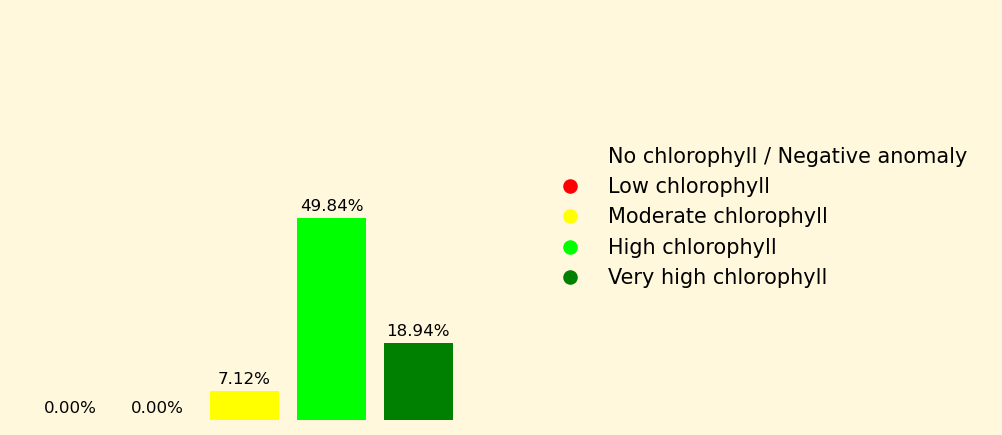 No chlorophyll / Negative anomaly
Low chlorophyll
Moderate chlorophyll
High chlorophyll
Very high chlorophyll
49.84%
18.94%
7.12%
0.00%
0.00%